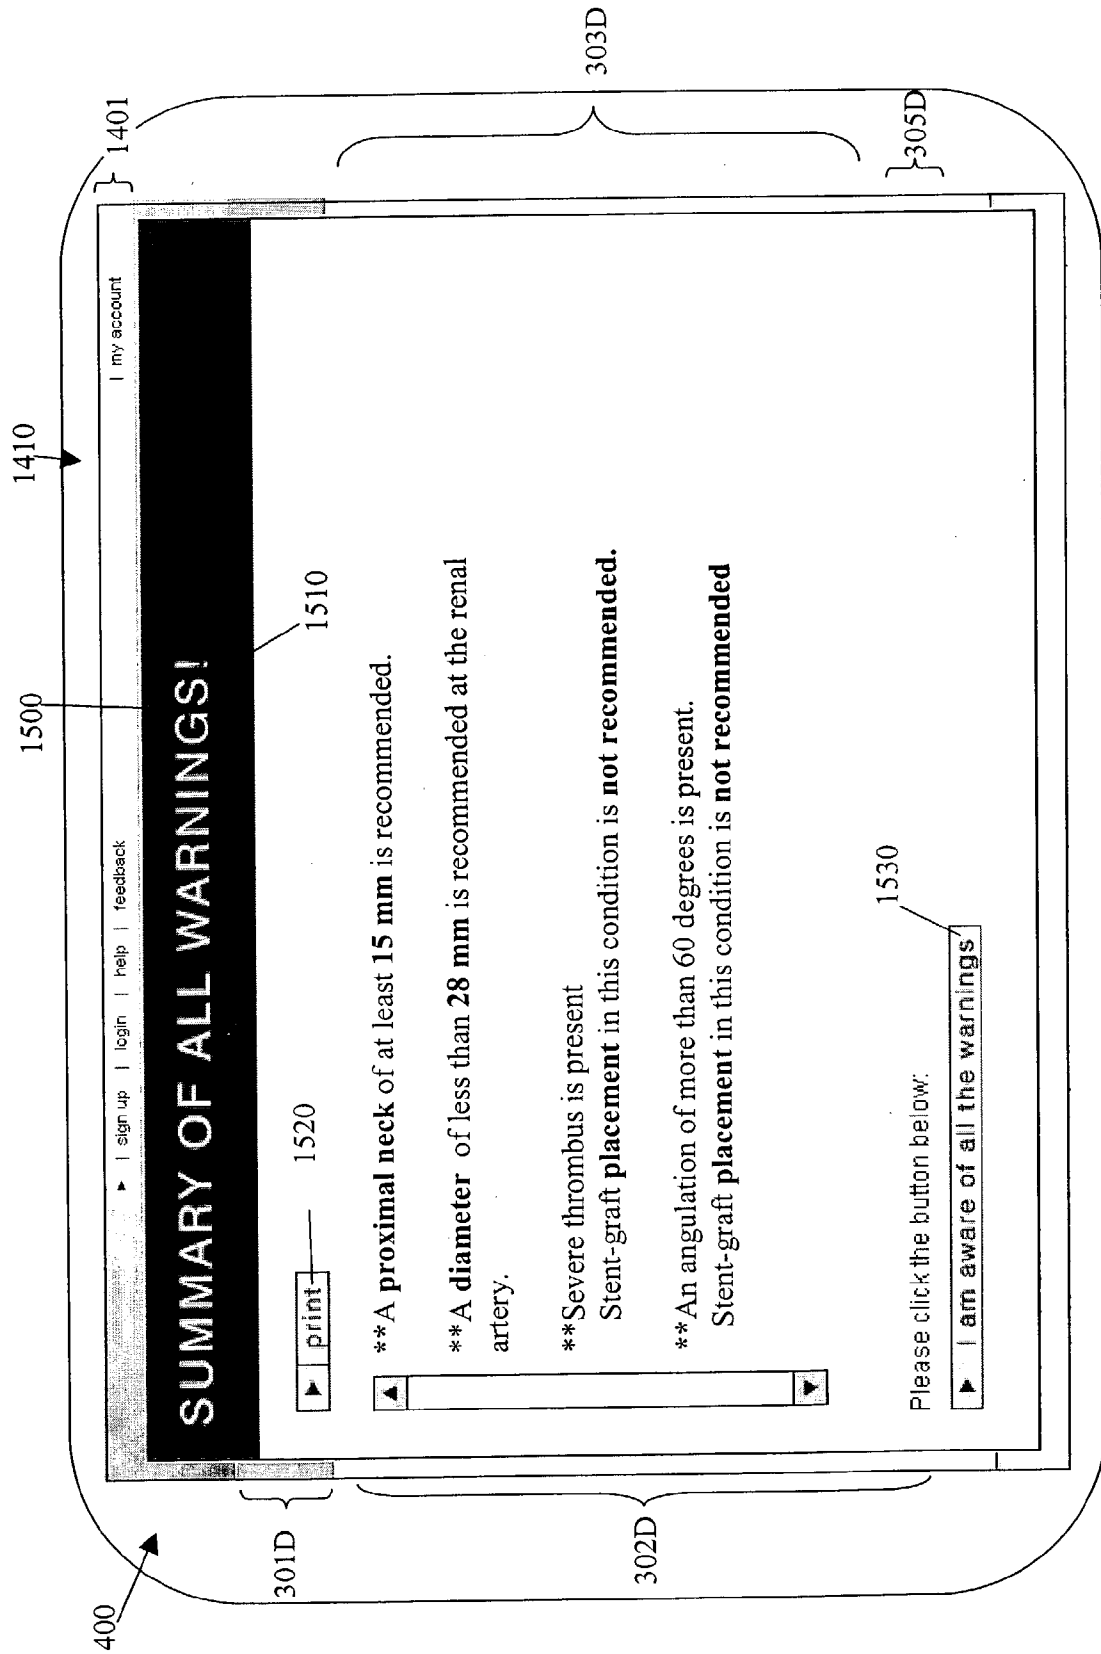 1500
1410
1401
▶ | sign up | login | help | feedback
| my account
SUMMARY OF ALL WARNINGS!
400
301D
1510
▶ | print
1520
**A proximal neck of at least 15 mm is recommended.
**A diameter of less than 28 mm is recommended at the renal
artery.
**Severe thrombus is present
Stent-graft placement in this condition is not recommended.
**An angulation of more than 60 degrees is present.
Stent-graft placement in this condition is not recommended
302D
303D
Please click the button below:
▶ I am aware of all the warnings
1530
305D